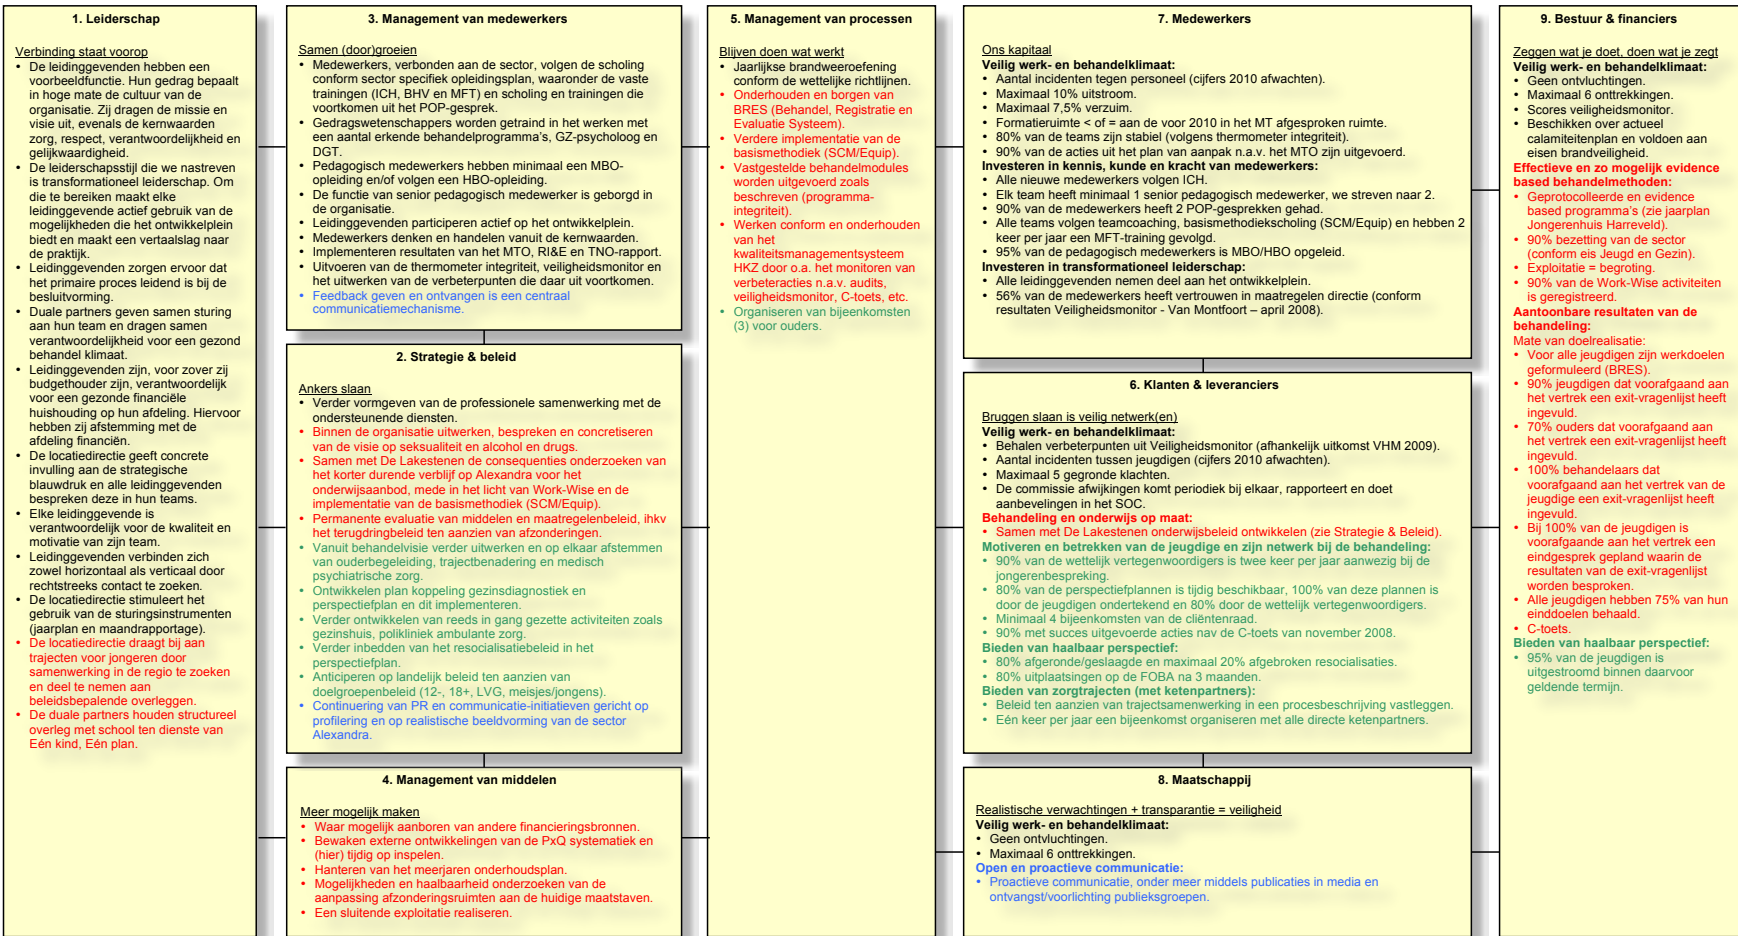 1. Leiderschap
Verbinding staat voorop
• De leidinggevenden hebben een
voorbeeldfunctie. Hun gedrag bepaalt
in hoge mate de cultuur van de
organisatie. Zij dragen de missie en
visie uit, evenals de kernwaarden
zorg, respect, verantwoordelijkheid en
gelijkwaardigheid.
• De leiderschapsstijl die we nastreven
is transformationeel leiderschap. Om
die te bereiken maakt elke
leidinggevende actief gebruik van de
mogelijkheden die het ontwikkelplein
biedt en maakt een vertaalslag naar
de praktijk.
• Leidinggevenden zorgen ervoor dat
het primaire proces leidend is bij de
besluitvorming.
• Duale partners geven samen sturing
aan hun team en dragen samen
verantwoordelijkheid voor een gezond
behandel klimaat.
• Leidinggevenden zijn, voor zover zij
budgethouder zijn, verantwoordelijk
voor een gezonde financiële
huishouding op hun afdeling. Hiervoor
hebben zij afstemming met de
afdeling financiën.
• De locatiedirectie geeft concrete
invulling aan de strategische
blauwdruk en alle leidinggevenden
bespreken deze in hun teams.
• Elke leidinggevende is
verantwoordelijk voor de kwaliteit en
motivatie van zijn team.
• Leidinggevenden verbinden zich
zowel horizontaal als verticaal door
rechtstreeks contact te zoeken.
• De locatiedirectie stimuleert het
gebruik van de sturingsinstrumenten
(jaarplan en maandrapportage).
• De locatiedirectie draagt bij aan
trajecten voor jongeren door
samenwerking in de regio te zoeken
en deel te nemen aan
beleidsbepalende overleggen.
• De duale partners houden structureel
overleg met school ten dienste van
Eén kind, Eén plan.
3. Management van medewerkers
Samen (door)groeien
• Medewerkers, verbonden aan de sector, volgen de scholing
conform sector specifiek opleidingsplan, waaronder de vaste
trainingen (ICH, BHV en MFT) en scholing en trainingen die
voortkomen uit het POP-gesprek.
• Gedragswetenschappers worden getraind in het werken met
een aantal erkende behandelprogramma's, GZ-psycholoog en
DGT.
• Pedagogisch medewerkers hebben minimaal een MBO-
opleiding en/of volgen een HBO-opleiding.
• De functie van senior pedagogisch medewerker is geborgd in
de organisatie.
• Leidinggevenden participeren actief op het ontwikkelplein.
• Medewerkers denken en handelen vanuit de kernwaarden.
• Implementeren resultaten van het MTO, RI&E en TNO-rapport.
• Uitvoeren van de thermometer integriteit, veiligheidsmonitor en
het uitwerken van de verbeterpunten die daar uit voortkomen.
• Feedback geven en ontvangen is een centraal
communicatiemechanisme.
2. Strategie & beleid
Ankers slaan
• Verder vormgeven van de professionele samenwerking met de
ondersteunende diensten.
• Binnen de organisatie uitwerken, bespreken en concretiseren
van de visie op seksualiteit en alcohol en drugs.
• Samen met De Lakestenen de consequenties onderzoeken van
het korter durende verblijf op Alexandra voor het
onderwijsaanbod, mede in het licht van Work-Wise en de
implementatie van de basismethodiek (SCM/Equip).
• Permanente evaluatie van middelen en maatregelenbeleid, ihkv
het terugdringbeleid ten aanzien van afzonderingen.
• Vanuit behandelvisie verder uitwerken en op elkaar afstemmen
van ouderbegeleiding, trajectbenadering en medisch
psychiatrische zorg.
• Ontwikkelen plan koppeling gezinsdiagnostiek en
perspectiefplan en dit implementeren.
• Verder ontwikkelen van reeds in gang gezette activiteiten zoals
gezinshuis, polikliniek ambulante zorg.
• Verder inbedden van het resocialisatiebeleid in het
perspectiefplan.
• Anticiperen op landelijk beleid ten aanzien van
doelgroepenbeleid (12-, 18+, LVG, meisjes/jongens).
• Continuering van PR en communicatie-initiatieven gericht op
profilering en op realistische beeldvorming van de sector
Alexandra.
4. Management van middelen
Meer mogelijk maken
• Waar mogelijk aanboren van andere financieringsbronnen.
• Bewaken externe ontwikkelingen van de PxQ systematiek en
(hier) tijdig op inspelen.
• Hanteren van het meerjaren onderhoudsplan.
• Mogelijkheden en haalbaarheid onderzoeken van de
aanpassing afzonderingsruimten aan de huidige maatstaven.
• Een sluitende exploitatie realiseren.
5. Management van processen
Blijven doen wat werkt
• Jaarlijkse brandweeroefening
conform de wettelijke richtlijnen.
• Onderhouden en borgen van
BRES (Behandel, Registratie en
Evaluatie Systeem).
• Verdere implementatie van de
basismethodiek (SCM/Equip).
• Vastgestelde behandelmodules
worden uitgevoerd zoals
beschreven (programma-
integriteit).
• Werken conform en onderhouden
van het
kwaliteitsmanagementsysteem
HKZ door o.a. het monitoren van
verbeteracties n.a.v. audits,
veiligheidsmonitor, C-toets, etc.
• Organiseren van bijeenkomsten
(3) voor ouders.
7. Medewerkers
Ons kapitaal
Veilig werk- en behandelklimaat:
• Aantal incidenten tegen personeel (cijfers 2010 afwachten).
• Maximaal 10% uitstroom.
• Maximaal 7,5% verzuim.
• Formatieruimte < of = aan de voor 2010 in het MT afgesproken ruimte.
• 80% van de teams zijn stabiel (volgens thermometer integriteit).
• 90% van de acties uit het plan van aanpak n.a.v. het MTO zijn uitgevoerd.
Investeren in kennis, kunde en kracht van medewerkers:
• Alle nieuwe medewerkers volgen ICH.
• Elk team heeft minimaal 1 senior pedagogisch medewerker, we streven naar 2.
• 90% van de medewerkers heeft 2 POP-gesprekken gehad.
• Alle teams volgen teamcoaching, basismethodiekscholing (SCM/Equip) en hebben 2
keer per jaar een MFT-training gevolgd.
• 95% van de pedagogisch medewerkers is MBO/HBO opgeleid.
Investeren in transformationeel leiderschap:
• Alle leidinggevenden nemen deel aan het ontwikkelplein.
• 56% van de medewerkers heeft vertrouwen in maatregelen directie (conform
resultaten Veiligheidsmonitor - Van Montfoort – april 2008).
6. Klanten & leveranciers
Bruggen slaan is veilig netwerk(en)
Veilig werk- en behandelklimaat:
• Behalen verbeterpunten uit Veiligheidsmonitor (afhankelijk uitkomst VHM 2009).
• Aantal incidenten tussen jeugdigen (cijfers 2010 afwachten).
• Maximaal 5 gegronde klachten.
• De commissie afwijkingen komt periodiek bij elkaar, rapporteert en doet
aanbevelingen in het SOC.
Behandeling en onderwijs op maat:
• Samen met De Lakestenen onderwijsbeleid ontwikkelen (zie Strategie & Beleid).
Motiveren en betrekken van de jeugdige en zijn netwerk bij de behandeling:
• 90% van de wettelijk vertegenwoordigers is twee keer per jaar aanwezig bij de
jongerenbespreking.
• 80% van de perspectiefplannen is tijdig beschikbaar, 100% van deze plannen is
door de jeugdigen ondertekend en 80% door de wettelijk vertegenwoordigers.
• Minimaal 4 bijeenkomsten van de cliëntenraad.
• 90% met succes uitgevoerde acties nav de C-toets van november 2008.
Bieden van haalbaar perspectief:
• 80% afgeronde/geslaagde en maximaal 20% afgebroken resocialisaties.
• 80% uitplaatsingen op de FOBA na 3 maanden.
Bieden van zorgtrajecten (met ketenpartners):
• Beleid ten aanzien van trajectsamenwerking in een procesbeschrijving vastleggen.
• Eén keer per jaar een bijeenkomst organiseren met alle directe ketenpartners.
8. Maatschappij
Realistische verwachtingen + transparantie = veiligheid
Veilig werk- en behandelklimaat:
• Geen ontvluchtingen.
• Maximaal 6 onttrekkingen.
Open en proactieve communicatie:
• Proactieve communicatie, onder meer middels publicaties in media en
ontvangst/voorlichting publieksgroepen.
9. Bestuur & financiers
Zeggen wat je doet, doen wat je zegt
Veilig werk- en behandelklimaat:
• Geen ontvluchtingen.
• Maximaal 6 onttrekkingen.
• Scores veiligheidsmonitor.
• Beschikken over actueel
calamiteitenplan en voldoen aan
eisen brandveiligheid.
Effectieve en zo mogelijk evidence
based behandelmethoden:
• Geprotocolleerde en evidence
based programma's (zie jaarplan
Jongerenhuis Harreveld).
• 90% bezetting van de sector
(conform eis Jeugd en Gezin).
• Exploitatie = begroting.
• 90% van de Work-Wise activiteiten
is geregistreerd.
Aantoonbare resultaten van de
behandeling:
Mate van doelrealisatie:
• Voor alle jeugdigen zijn werkdoelen
geformuleerd (BRES).
• 90% jeugdigen dat voorafgaand aan
het vertrek een exit-vragenlijst heeft
ingevuld.
• 70% ouders dat voorafgaand aan
het vertrek een exit-vragenlijst heeft
ingevuld.
• 100% behandelaars dat
voorafgaand aan het vertrek van de
jeugdige een exit-vragenlijst heeft
ingevuld.
• Bij 100% van de jeugdigen is
voorafgaande aan het vertrek een
eindgesprek gepland waarin de
resultaten van de exit-vragenlijst
worden besproken.
• Alle jeugdigen hebben 75% van hun
einddoelen behaald.
• C-toets.
Bieden van haalbaar perspectief:
• 95% van de jeugdigen is
uitgestroomd binnen daarvoor
geldende termijn.